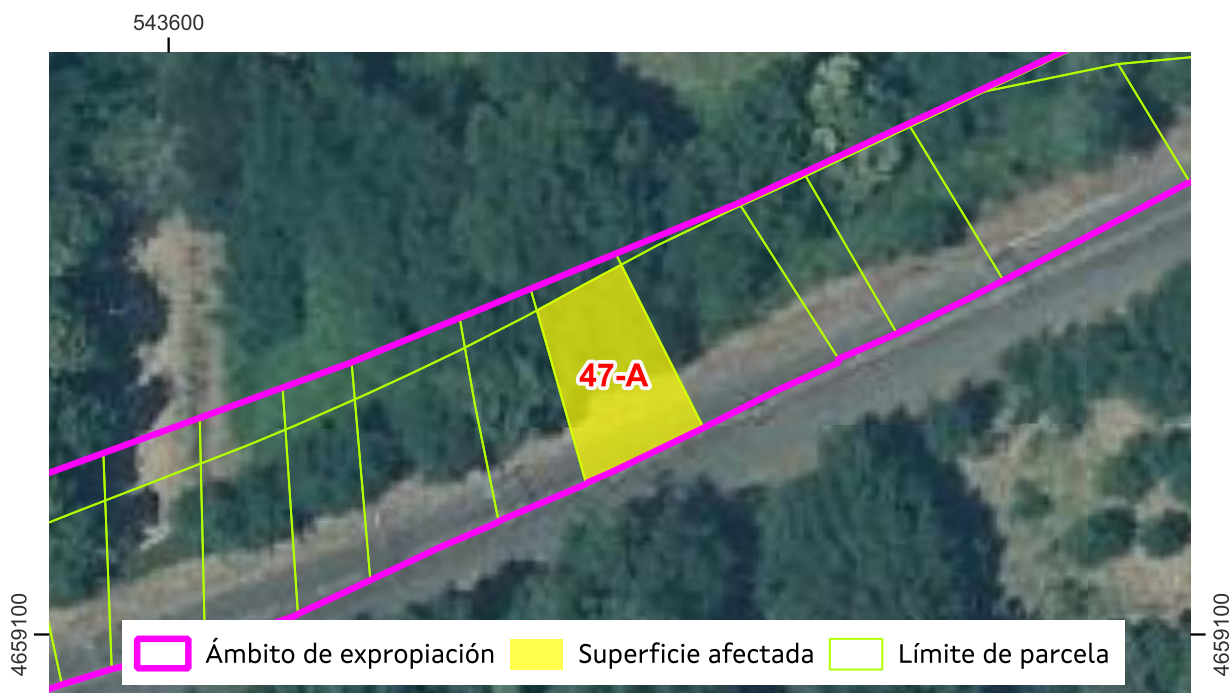 543600
47-A
4659100
4659100
Ámbito de expropiación
Superficie afectada
Límite de parcela